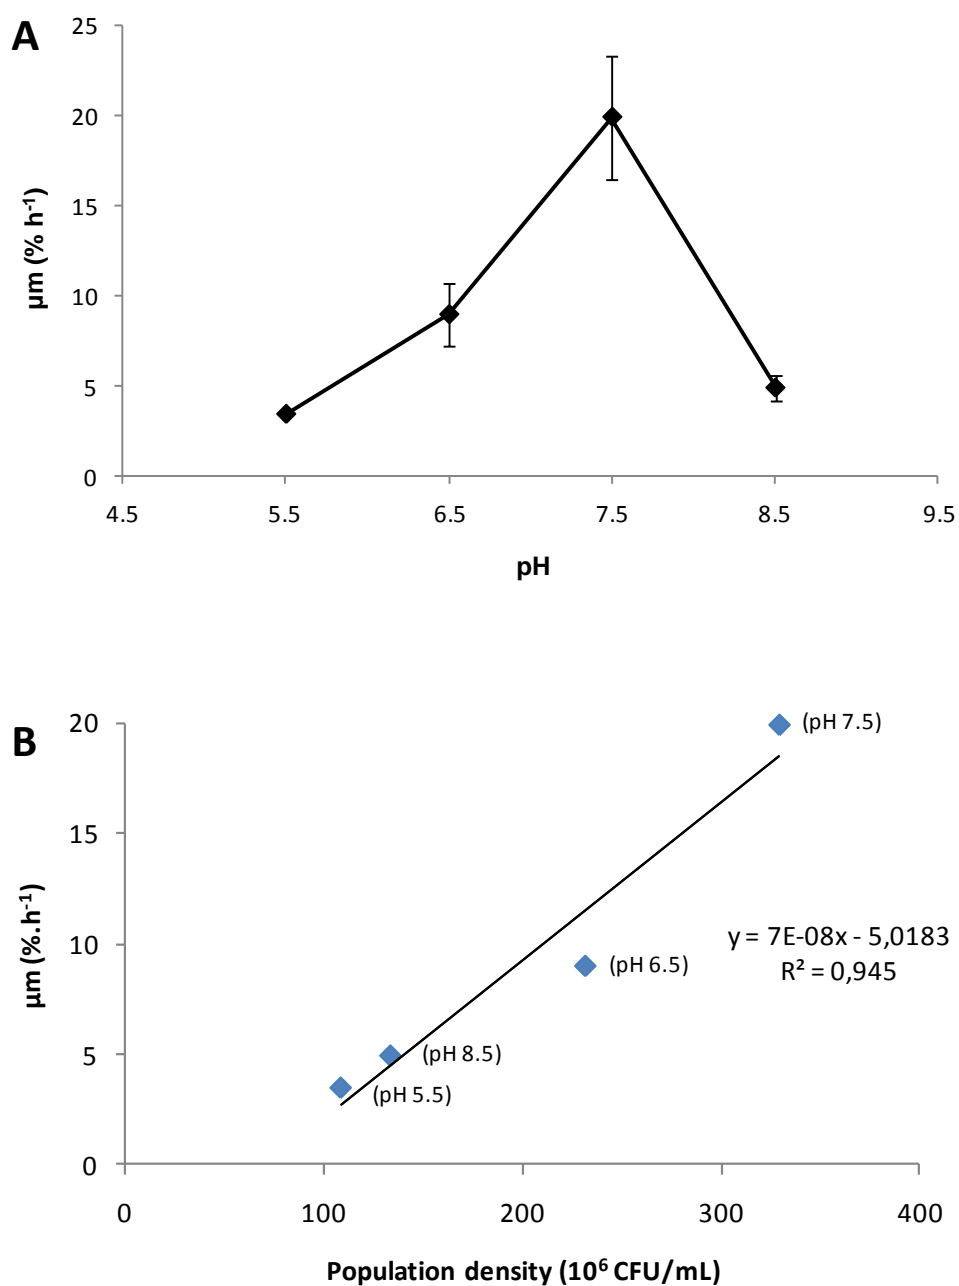 A
25
20
15
10
5
0
µm (% h-1)
4.5 5.5 6.5 7.5 8.5 9.5
pH
B
20
15
10
5
0
µm (%.h-1)
(pH 7.5)
y = 7E-08x - 5,0183
(pH 6.5)
R² = 0,945
(pH 8.5)
(pH 5.5)
0 100 200 300 400
Population density (10⁶ CFU/mL)